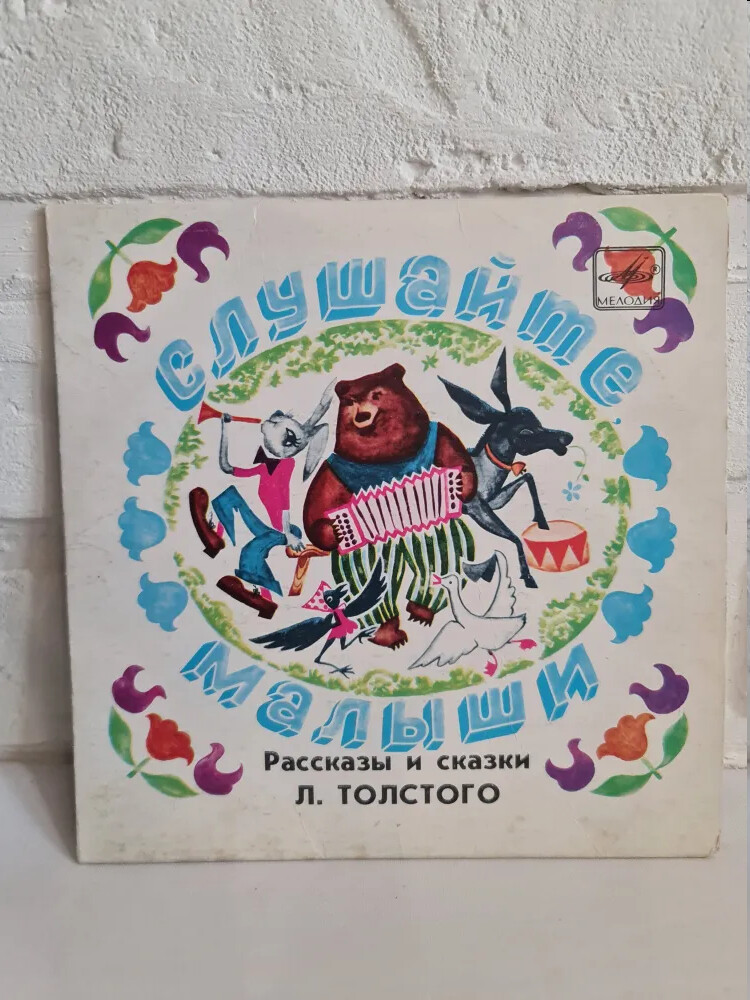 Слушайте,
МЕЛОДИЯ
малыши
Рассказы и сказки
Л. ТОЛСТОГО